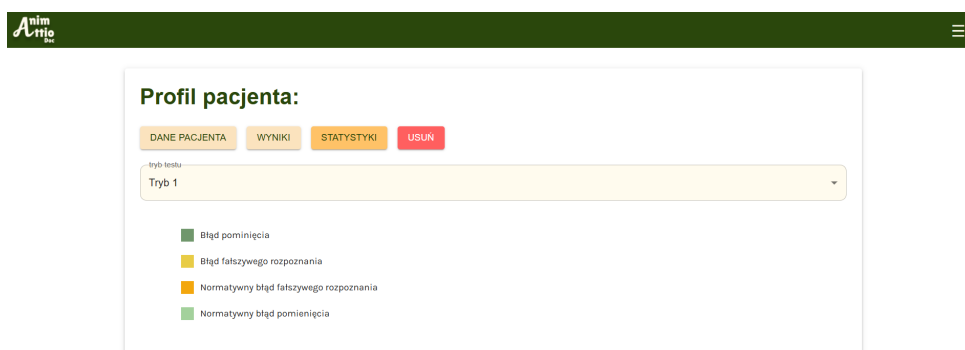 Anim
Attio
Doc
Profil pacjenta:
DANE PACJENTA WYNIKI STATYSTYKI USUŃ
tryb testu
Tryb 1
Błąd pominięcia
Błąd fałszywego rozpoznania
Normatywny błąd fałszywego rozpoznania
Normatywny błąd pomienięcia